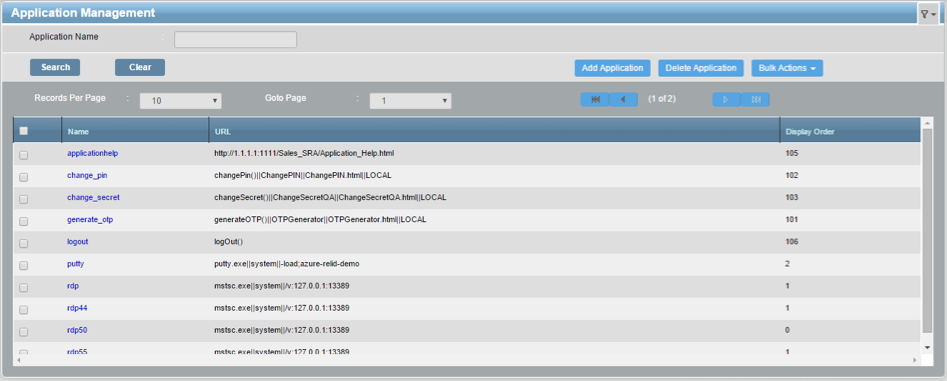 Application Management
Application Name :
Search Clear Add Application Delete Application Bulk Actions
Records Per Page : 10 Goto Page : 1 (1 of 2)
Name URL Display Order
applicationhelp http://1.1.1.1:1111/Sales_SRA/Application_Help.html 105
change_pin changePin()||ChangePIN||ChangePIN.html||LOCAL 102
change_secret changeSecret()||ChangeSecretQA||ChangeSecretQA.html||LOCAL 103
generate_otp generateOTP()||OTPGenerator||OTPGenerator.html||LOCAL 101
logout logOut() 106
putty putty.exe||system||-load;azure-relid-demo 2
rdp mstsc.exe||system||/v:127.0.0.1:13389 1
rdp44 mstsc.exe||system||/v:127.0.0.1:13389 1
rdp50 mstsc.exe||system||/v:127.0.0.1:13389 0
rdp55 mstsc.exe||system||/v:127.0.0.1:13389 1